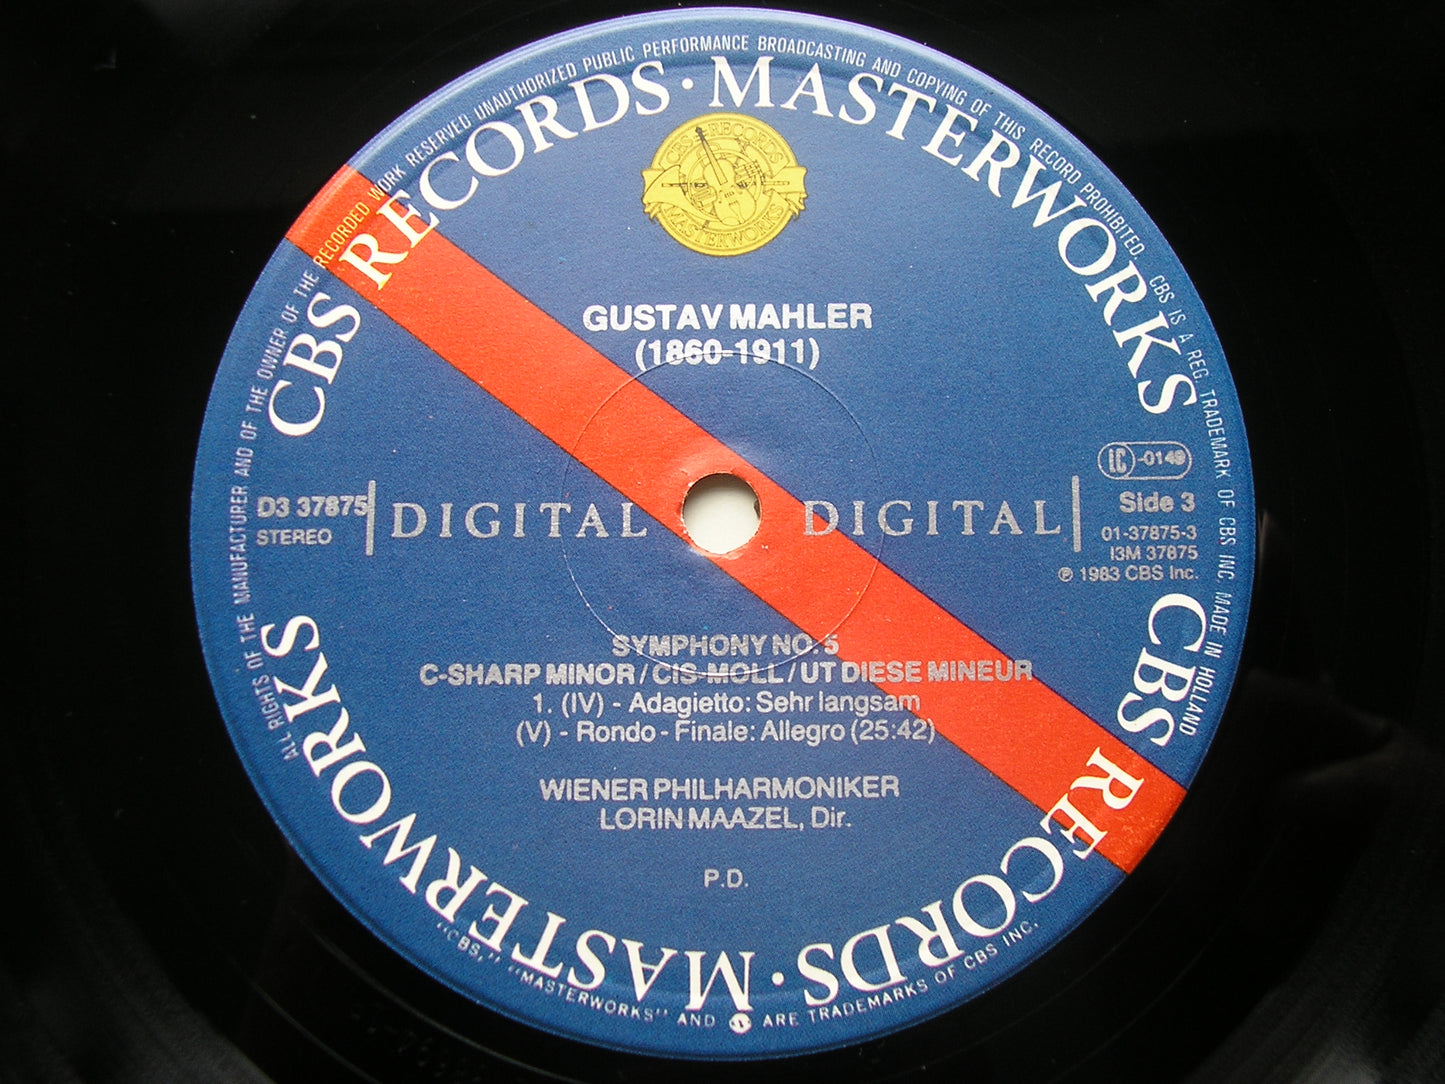 ALL RIGHTS OF THE MANUFACTURER AND OF THE OWNER OF THE RECORDED WORK RESERVED UNAUTHORIZED PUBLIC PERFORMANCE BROADCASTING AND COPYING OF THIS RECORD PROHIBITED. CBS IS A REG. TRADEMARK OF CBS INC. MADE IN HOLLAND
CBS RECORDS · MASTERWORKS
CBS RECORDS
MASTERWORKS
GUSTAV MAHLER
(1860-1911)
D3 37875
STEREO
DIGITAL
DIGITAL
LC-0149
Side 3
01-37875-3
I3M 37875
℗ 1983 CBS Inc.
SYMPHONY NO. 5
C-SHARP MINOR / CIS-MOLL / UT DIESE MINEUR
1. (IV) - Adagietto: Sehr langsam
(V) - Rondo - Finale: Allegro (25:42)
WIENER PHILHARMONIKER
LORIN MAAZEL, Dir.
P.D.
CBS RECORDS · MASTERWORKS
"CBS," "MASTERWORKS" AND ARE TRADEMARKS OF CBS INC.